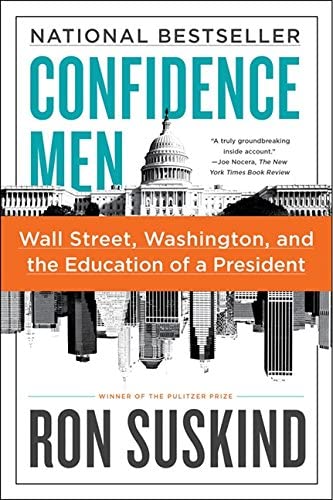 NATIONAL BESTSELLER
CONFIDENCE
MEN
"A truly groundbreaking
inside account."
—Joe Nocera, The New
York Times Book Review
Wall Street, Washington, and
the Education of a President
WINNER OF THE PULITZER PRIZE
RON SUSKIND